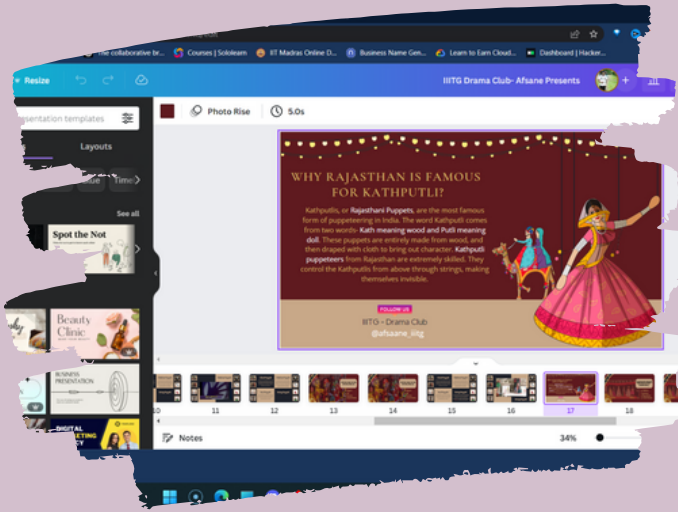 The collaborative br...
Courses | Sololearn
IIT Madras Online D...
Business Name Gen...
Learn to Earn Cloud...
Dashboard | Hacker...
Resize
IIITG Drama Club- Afsane Presents
esentation templates
Photo Rise
5.0s
Layouts
Blue
Time
See all
Spot the Not
Beauty
Clinic
BUSINESS
PRESENTATION
DIGITAL
WHY RAJASTHAN IS FAMOUS
FOR KATHPUTLI?
Kathputlis, or Rajasthani Puppets, are the most famous
form of puppeteering in India. The word Kathputli comes
from two words- Kath meaning wood and Putli meaning
doll. These puppets are entirely made from wood, and
then draped with cloth to bring out character. Kathputli
puppeteers from Rajasthan are extremely skilled. They
control the Kathputlis from above through strings, making
themselves invisible.
FOLLOW US
IIITG - Drama Club
@afsaane_iiitg
10
11
12
13
14
15
16
17
18
Notes
34%